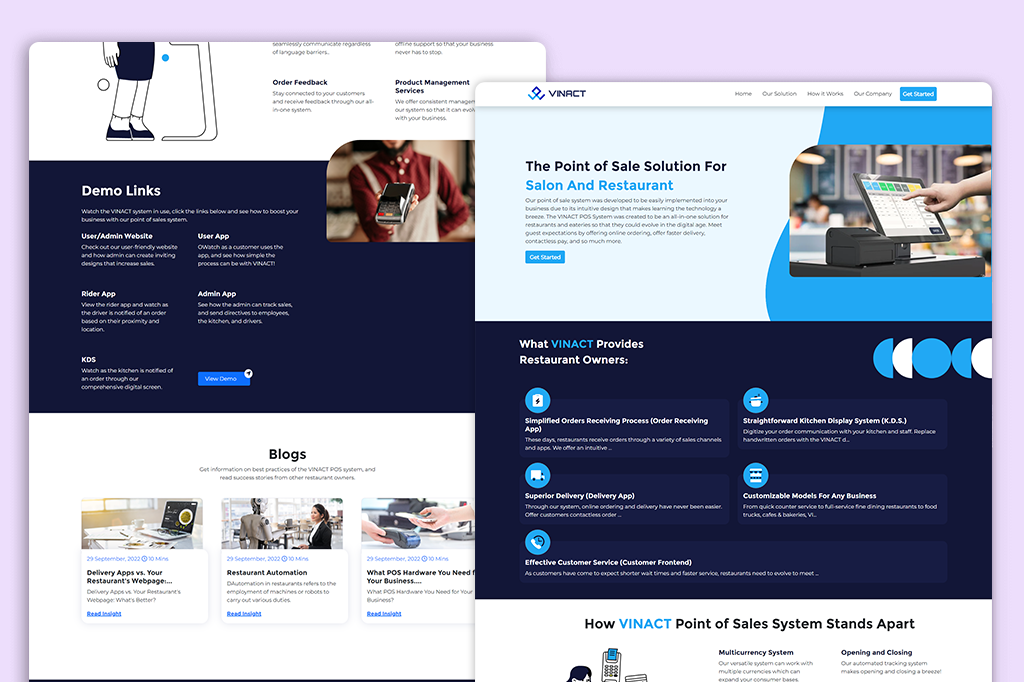 seamlessly communicate regardless
of language barriers..
offline support so that your business
never has to stop.
Order Feedback
Stay connected to your customers
and receive feedback through our all-
in-one system.
Product Management
Services
We offer consistent
our system so that it can
with your business.
Demo Links
Watch the VINACT system in use, click the links below and see how to boost your
business with our point of sales system.
User/Admin Website
Check out our user-friendly website
and how admin can create inviting
designs that increase sales.
User App
OWatch as a customer uses the
app, and see how simple the
process can be with VINACT!
Rider App
View the rider app and watch as
the driver is notified of an order
based on their proximity and
location.
Admin App
See how the admin can track sales,
and send directives to employees,
the kitchen, and drivers.
KDS
Watch as the kitchen is notified of
an order through our
comprehensive digital screen.
View Demo
Blogs
Get information on best practices of the VINACT POS system, and
read success stories from other restaurant owners.
29 September, 2022 10 Mins
Delivery Apps vs. Your
Restaurant's Webpage:...
Delivery Apps vs. Your Restaurant's
Webpage: What's Better?
Read Insight
29 September, 2022 10 Mins
Restaurant Automation
DAutomation in restaurants refers to the
employment of machines or robots to
carry out various duties.
Read Insight
29 September, 2022 10 Mins
What POS Hardware You Need f
Your Business....
What POS Hardware You Need for Your
Business?
Read Insight
VINACT
Home Our Solution How it Works Our Company Get Started
The Point of Sale Solution For
Salon And Restaurant
Our point of sale system was developed to be easily implemented into your
business due to its intuitive design that makes learning the technology a
breeze. The VINACT POS System was created to be an all-in-one solution for
restaurants and eateries so that they could evolve in the digital age. Meet
guest expectations by offering online ordering, offer faster delivery,
contactless pay, and so much more.
Get Started
What VINACT Provides
Restaurant Owners:
Simplified Orders Receiving Process (Order Receiving
App)
These days, restaurants receive orders through a variety of sales channels
and apps. We offer an intuitive ...
Straightforward Kitchen Display System (K.D.S.)
Digitize your order communication with your kitchen and staff. Replace
handwritten orders with the VINACT d...
Superior Delivery (Delivery App)
Through our system, online ordering and delivery have never been easier.
Offer customers contactless order ...
Customizable Models For Any Business
From quick counter service to full-service fine dining restaurants to food
trucks, cafes & bakeries, Vi...
Effective Customer Service (Customer Frontend)
As customers have come to expect shorter wait times and faster service, restaurants need to evolve to meet ...
How VINACT Point of Sales System Stands Apart
Multicurrency System
Our versatile system can work with
multiple currencies which can
expand your consumer bases
Opening and Closing
Our automated tracking system
makes opening and closing a breeze!